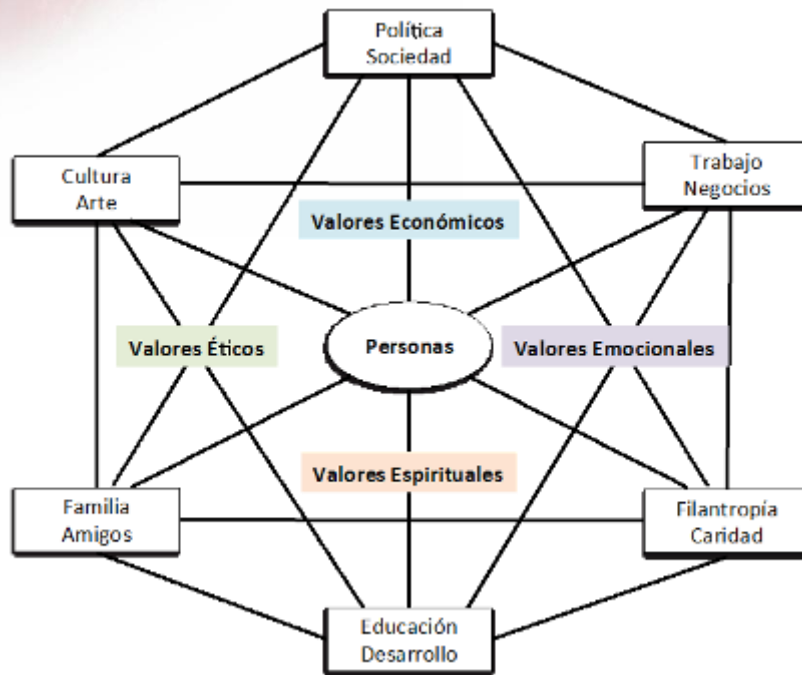 Política
Sociedad
Cultura
Arte
Trabajo
Negocios
Valores Económicos
Valores Éticos
Personas
Valores Emocionales
Valores Espirituales
Familia
Amigos
Filantropía
Caridad
Educación
Desarrollo